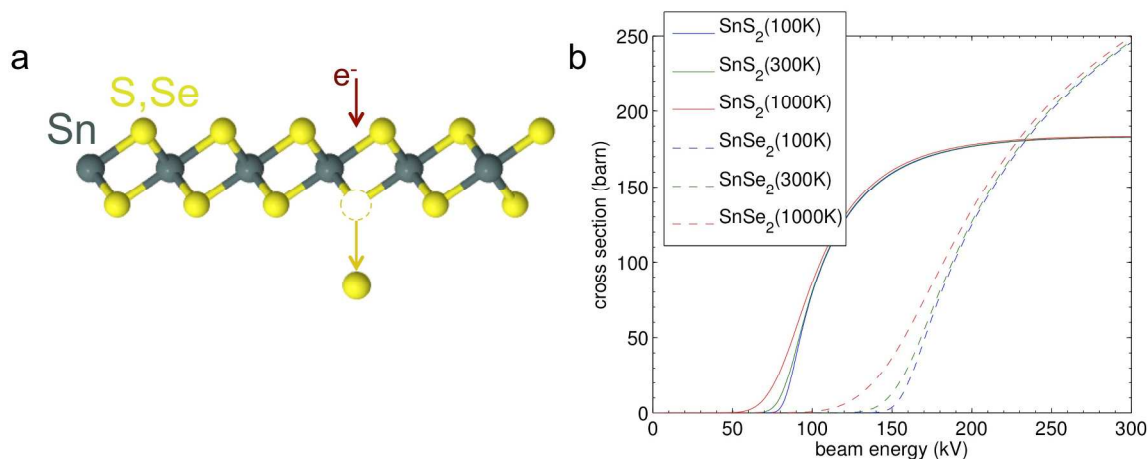 a
S,Se
Sn
e-
b
SnS2(100K)
SnS2(300K)
SnS2(1000K)
SnSe2(100K)
SnSe2(300K)
SnSe2(1000K)
cross section (barn)
250
200
150
100
50
0
0 50 100 150 200 250 300
beam energy (kV)